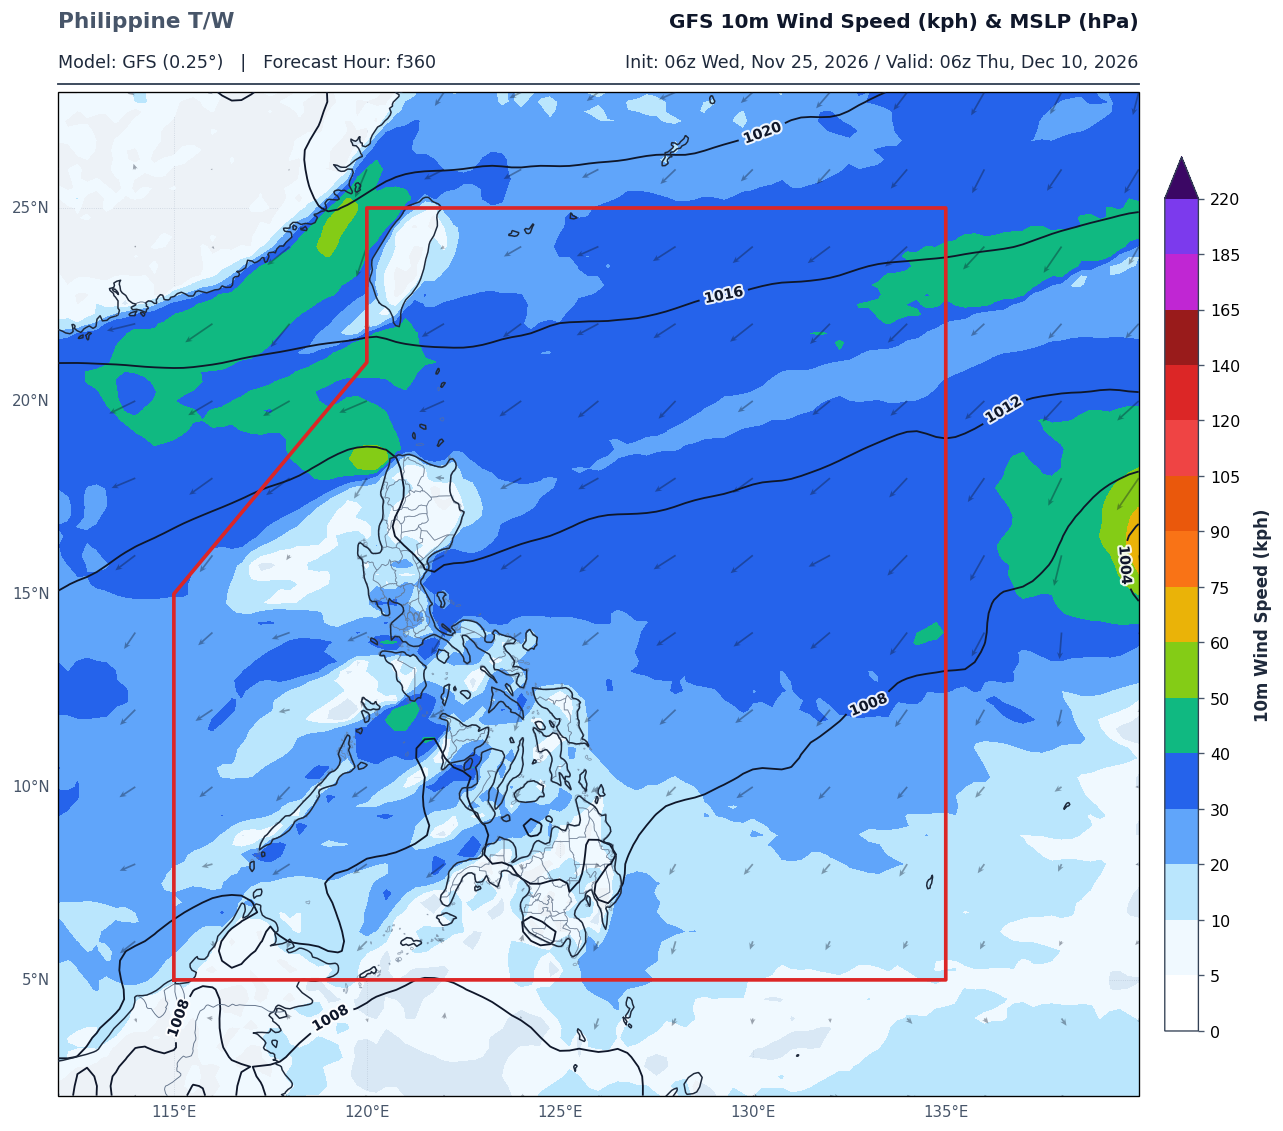 Philippine T/W
GFS 10m Wind Speed (kph) & MSLP (hPa)
Model: GFS (0.25°) | Forecast Hour: f360
Init: 06z Wed, Nov 25, 2026 / Valid: 06z Thu, Dec 10, 2026
1020
1016
1012
1004
1008
1008
1008
25°N
20°N
15°N
10°N
5°N
115°E
120°E
125°E
130°E
135°E
220
185
165
140
120
105
90
75
60
50
40
30
20
10
5
0
10m Wind Speed (kph)